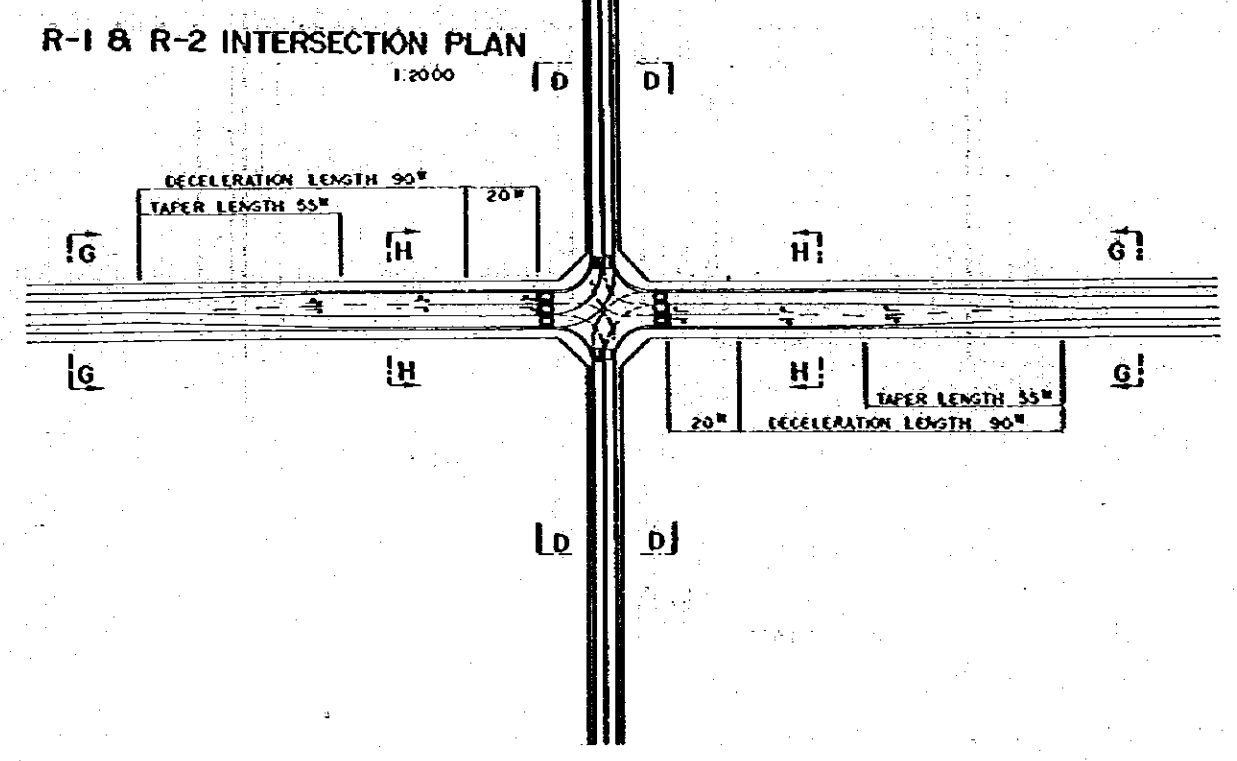 R-1 & R-2 INTERSECTION PLAN
1:2000
D D
DECELERATION LENGTH 90M
20M
TAPER LENGTH 55M
G H H G
G H H G
TAPER LENGTH 55M
20M DECELERATION LENGTH 90M
D D